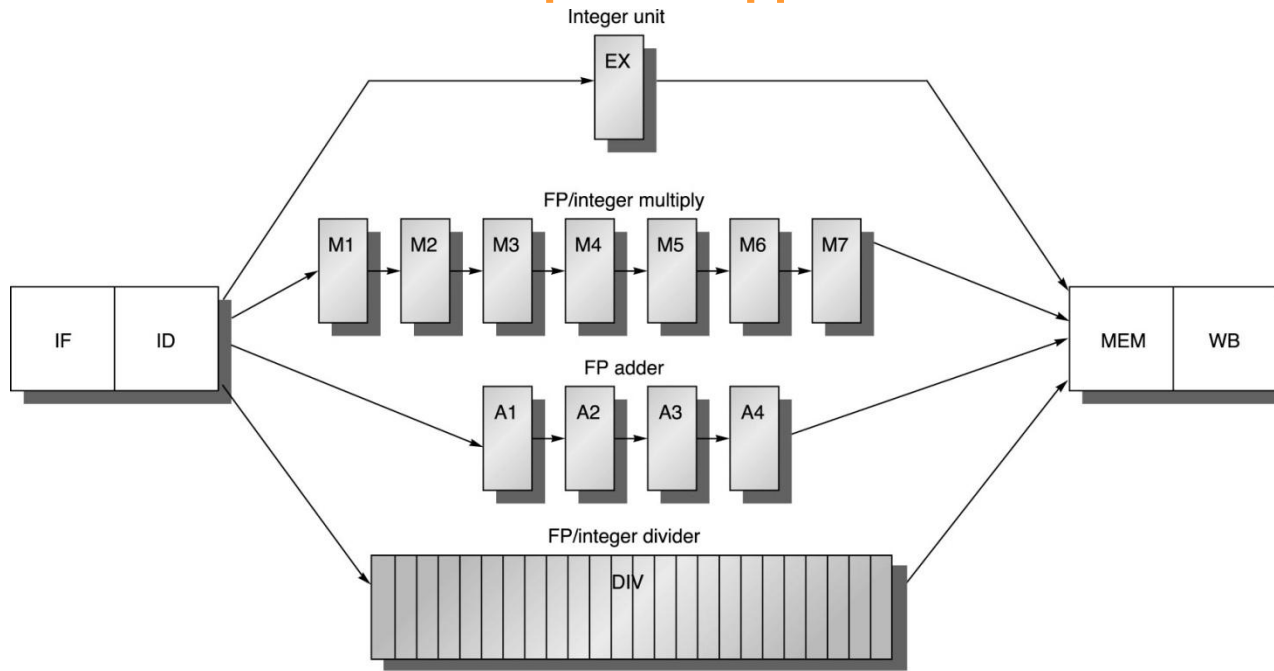 Integer unit
EX
FP/integer multiply
M1 M2 M3 M4 M5 M6 M7
IF ID MEM WB
FP adder
A1 A2 A3 A4
FP/integer divider
DIV